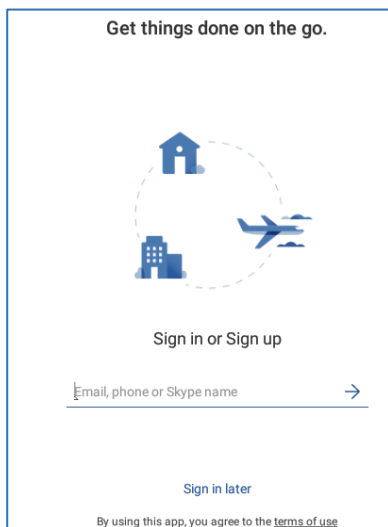 Get things done on the go.
Sign in or Sign up
Email, phone or Skype name
Sign in later
By using this app, you agree to the terms of use